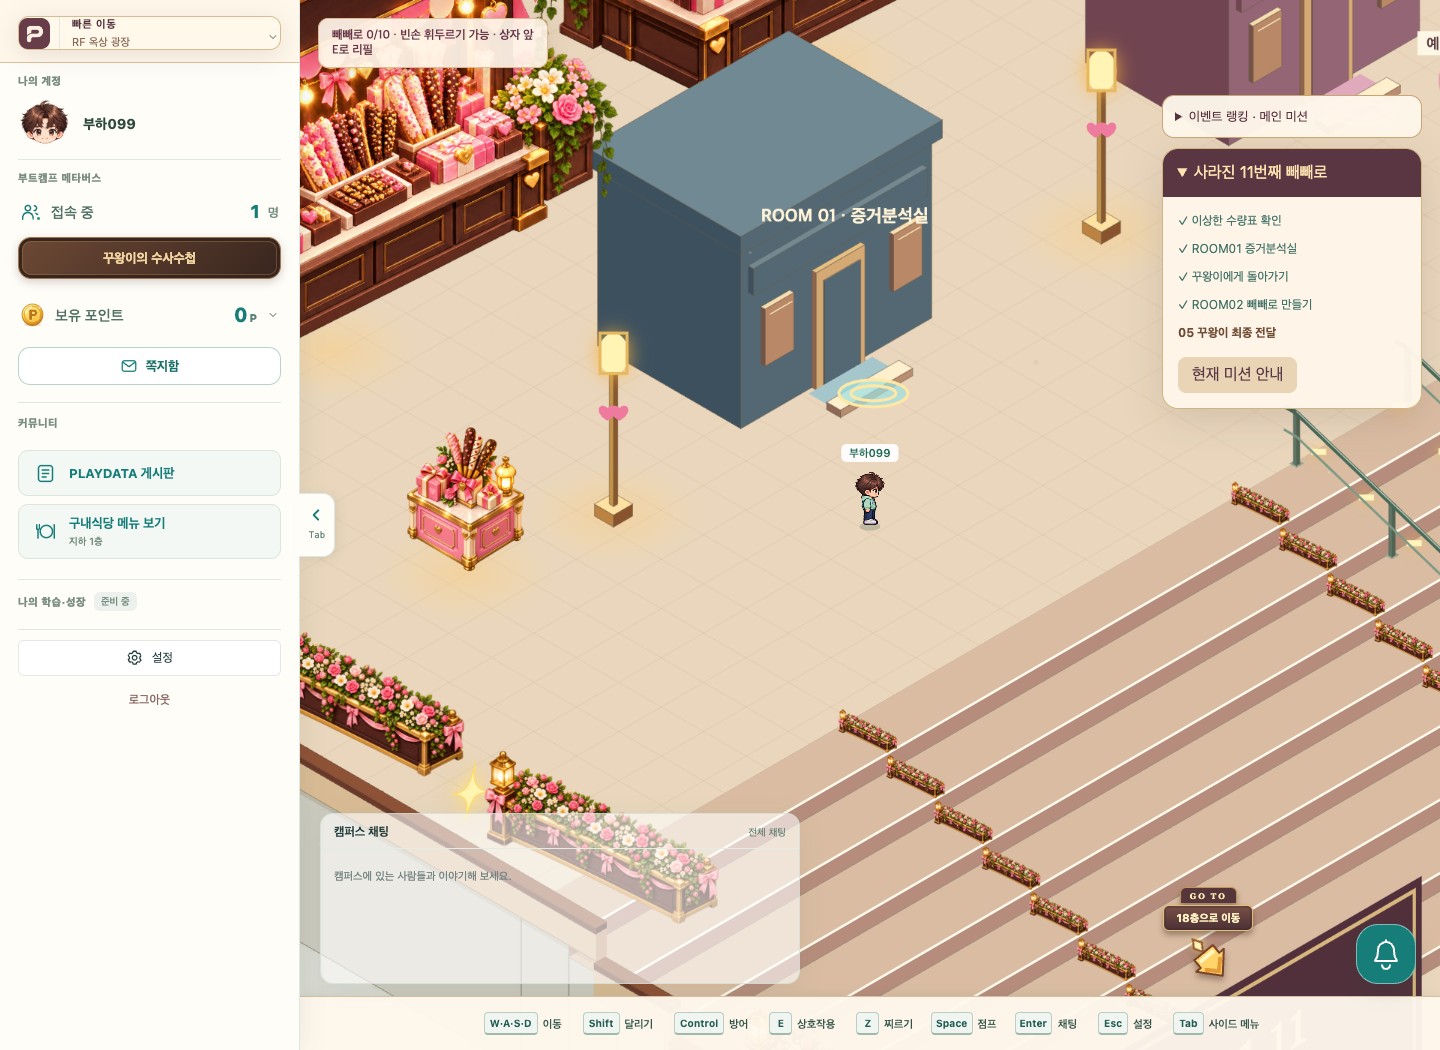 빠른 이동
RF 옥상 광장
나의 계정
부하099
부트캠프 메타버스
접속 중
1 명
꾸왕이의 수사수첩
보유 포인트
0 P
쪽지함
커뮤니티
PLAYDATA 게시판
구내식당 메뉴 보기
지하 1층
나의 학습·성장 준비 중
설정
로그아웃
빼빼로 0/10 · 빈손 휘두르기 가능 · 상자 앞
E로 리필
Tab
ROOM 01 · 증거분석실
부하099
예
▶ 이벤트 랭킹 · 메인 미션
▼ 사라진 11번째 빼빼로
✓ 이상한 수량표 확인
✓ ROOM01 증거분석실
✓ 꾸왕이에게 돌아가기
✓ ROOM02 빼빼로 만들기
05 꾸왕이 최종 전달
현재 미션 안내
캠퍼스 채팅
전체 채팅
캠퍼스에 있는 사람들과 이야기해 보세요.
GO TO
18층으로 이동
W·A·S·D 이동 Shift 달리기 Control 방어 E 상호작용 Z 찌르기 Space 점프 Enter 채팅 Esc 설정 Tab 사이드 메뉴